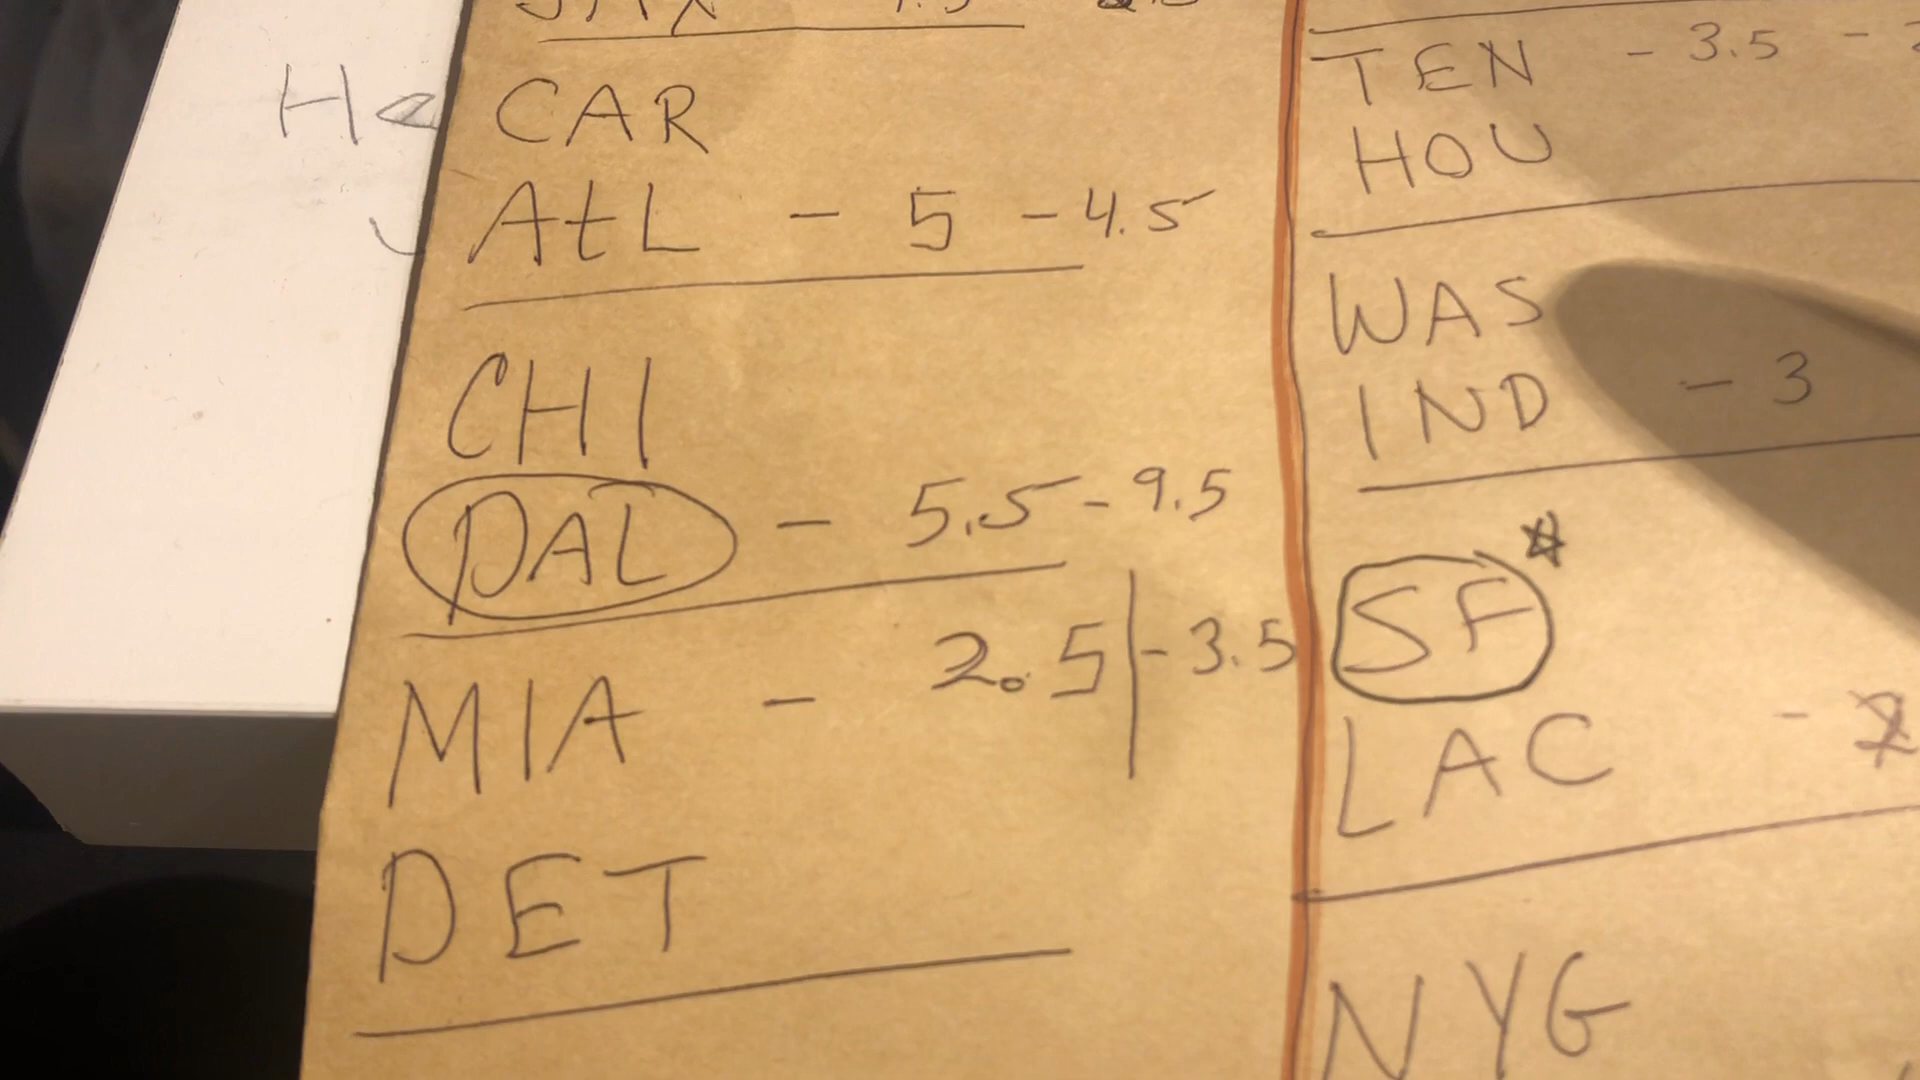 He
CAR
AtL - 5 - 4.5
CHI
DAL - 5.5 - 9.5
MIA - 2.5 | - 3.5
DET
TEN - 3.5 -
HOU
WAS
IND - 3
SF *
LAC -
NYG